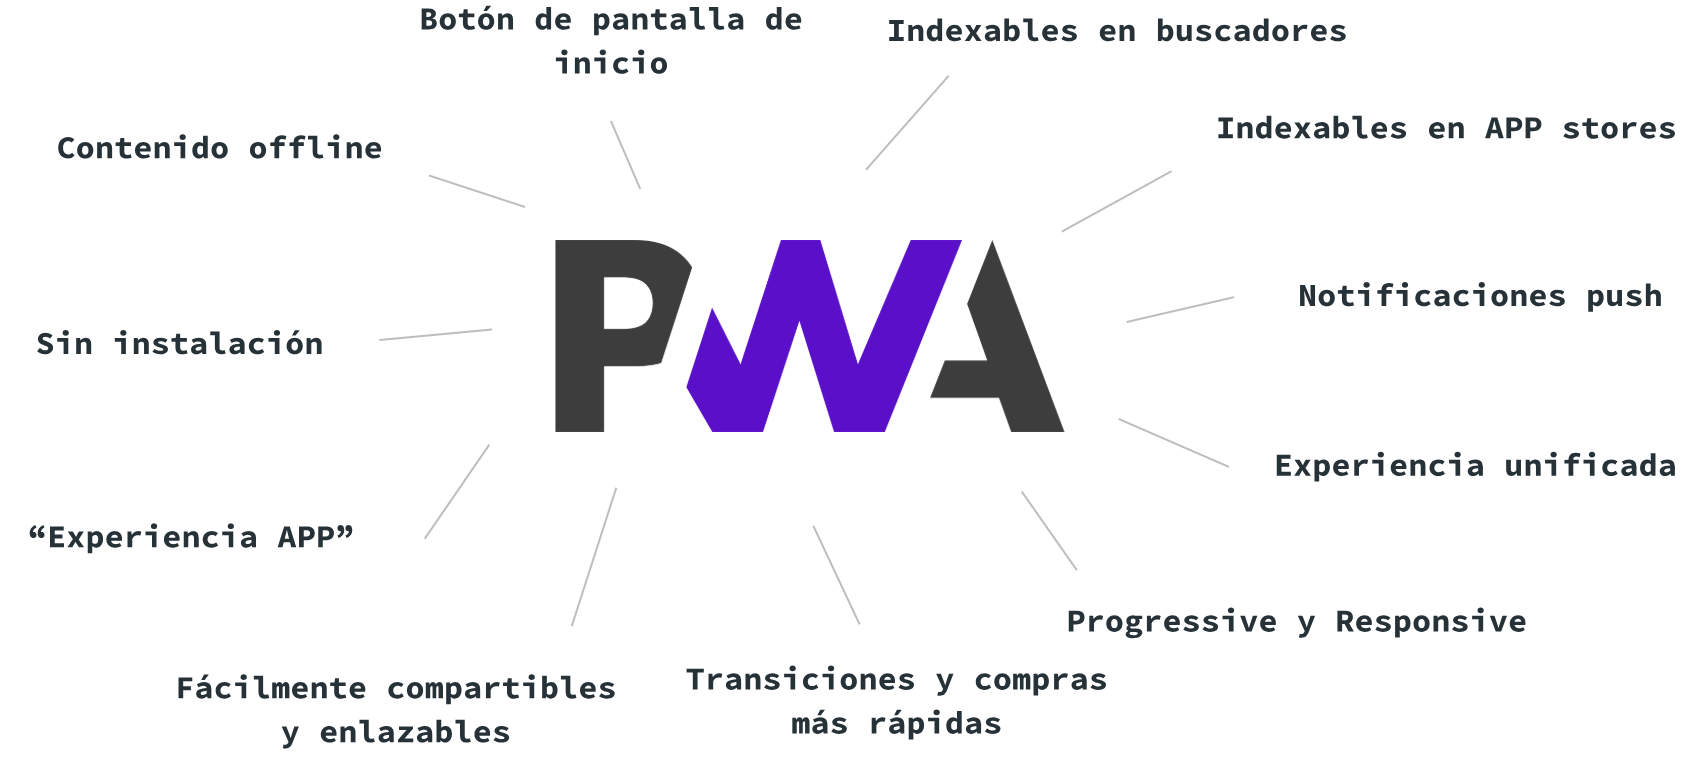 Botón de pantalla de
inicio
Indexables en buscadores
Contenido offline
Indexables en APP stores
PWA
Notificaciones push
Sin instalación
Experiencia unificada
“Experiencia APP”
Progressive y Responsive
Fácilmente compartibles
y enlazables
Transiciones y compras
más rápidas